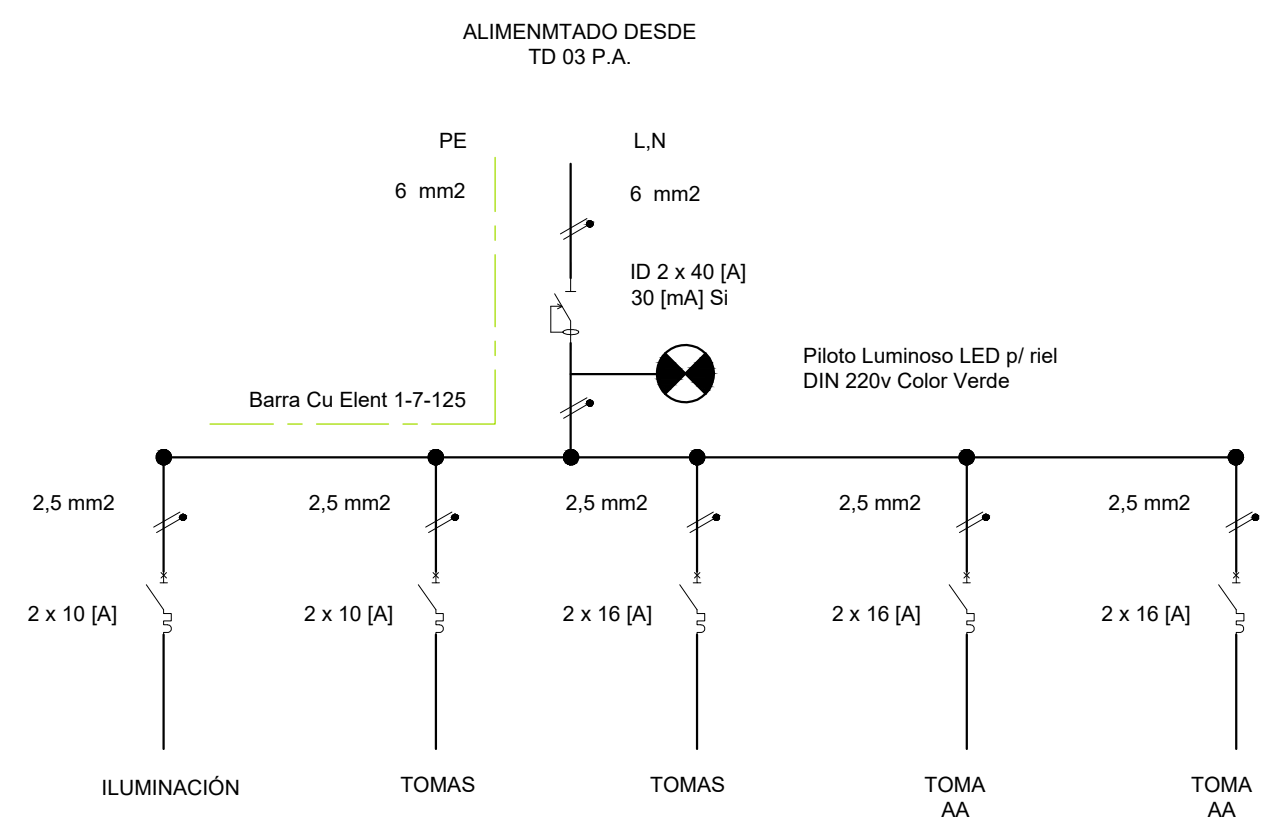 ALIMENMTADO DESDE
TD 03 P.A.
PE
L,N
6 mm2
6 mm2
ID 2 x 40 [A]
30 [mA] Si
Piloto Luminoso LED p/ riel
DIN 220v Color Verde
Barra Cu Elent 1-7-125
2,5 mm2
2,5 mm2
2,5 mm2
2,5 mm2
2,5 mm2
2 x 10 [A]
2 x 10 [A]
2 x 16 [A]
2 x 16 [A]
2 x 16 [A]
ILUMINACIÓN
TOMAS
TOMAS
TOMA
AA
TOMA
AA